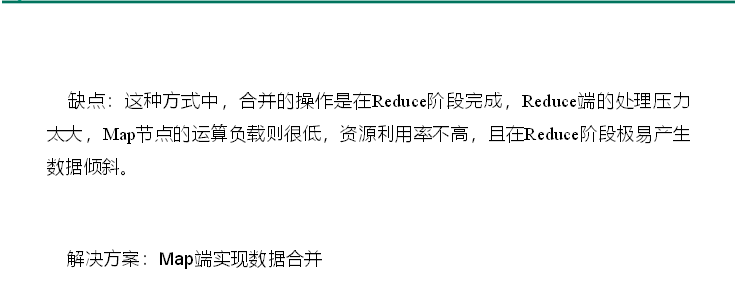 缺点：这种方式中，合并的操作是在Reduce阶段完成，Reduce端的处理压力
太大，Map节点的运算负载则很低，资源利用率不高，且在Reduce阶段极易产生
数据倾斜。
解决方案：Map端实现数据合并